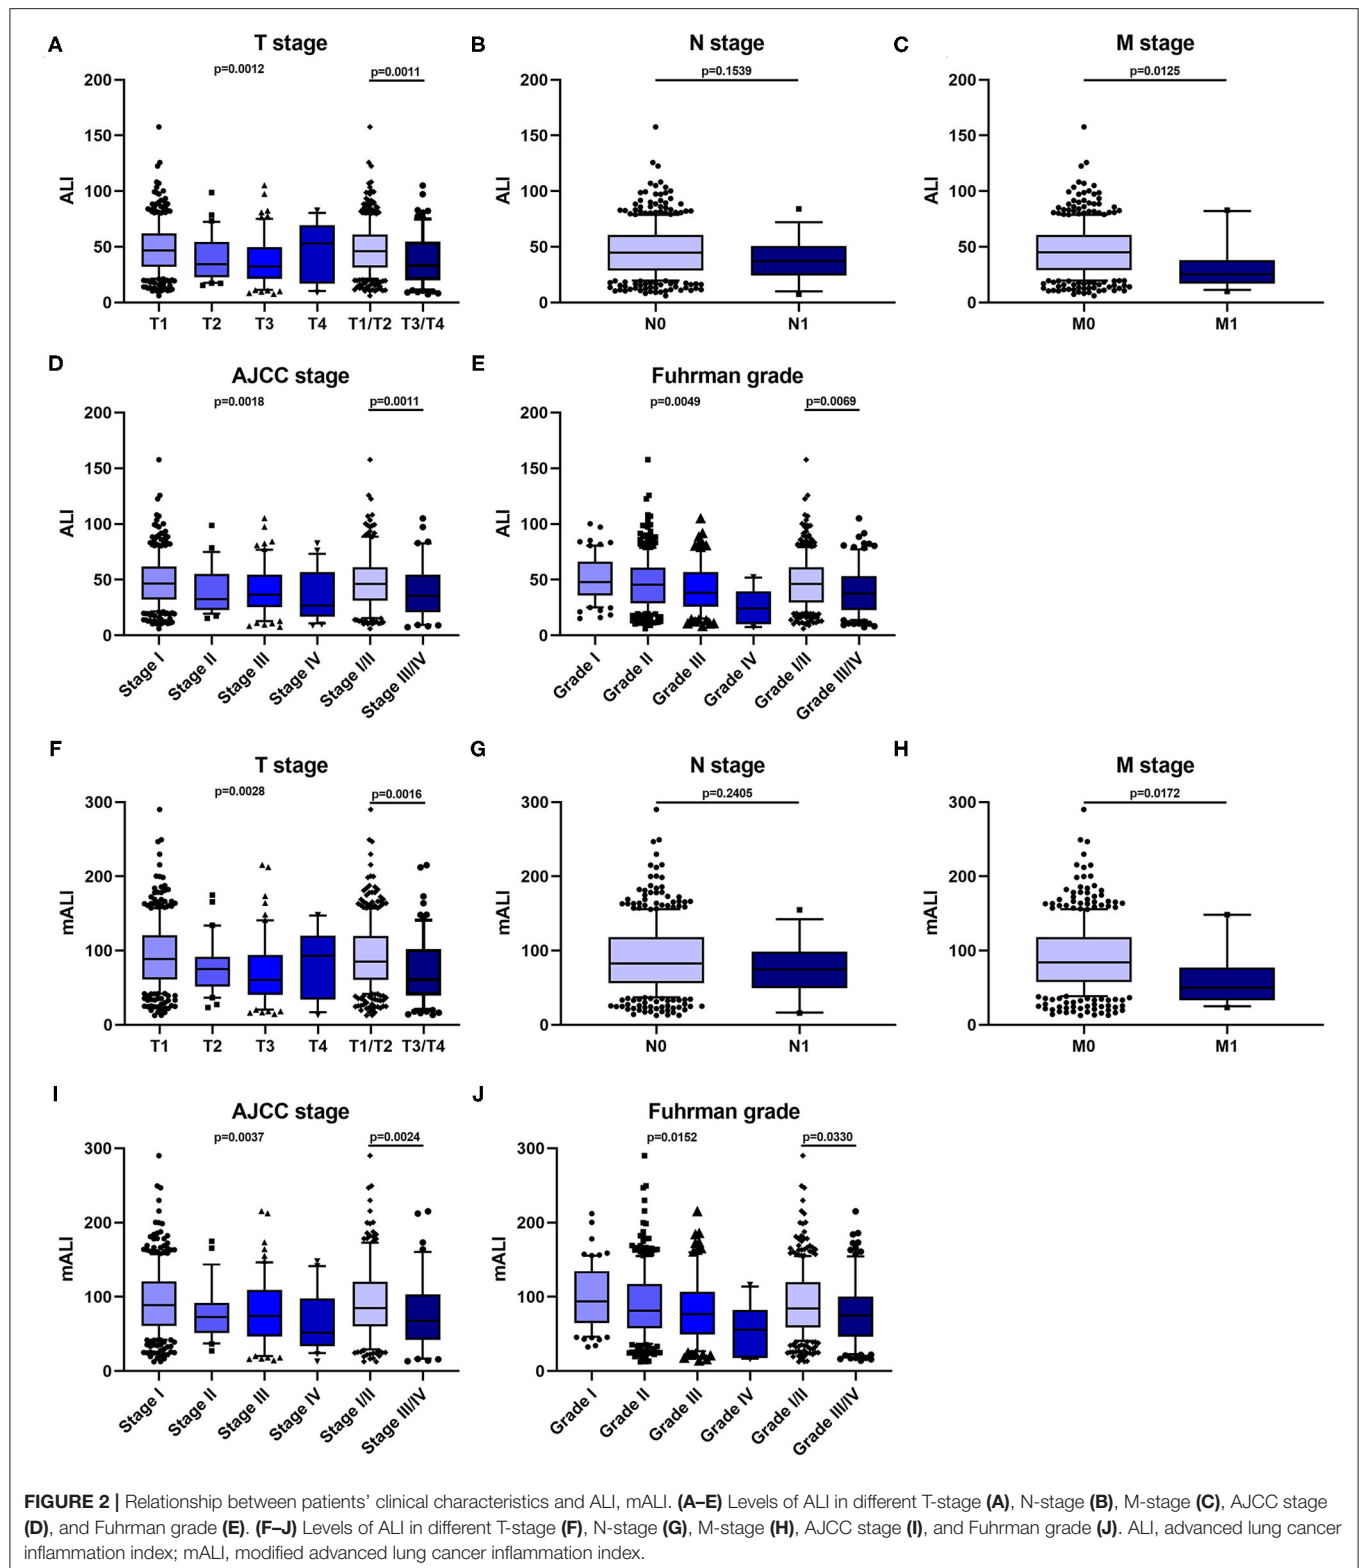 A T stage
p=0.0012 p=0.0011
200
150
100
50
0
ALI
T1 T2 T3 T4 T1/T2 T3/T4
B N stage
p=0.1539
200
150
100
50
0
ALI
N0 N1
C M stage
p=0.0125
200
150
100
50
0
ALI
M0 M1
D AJCC stage
p=0.0018 p=0.0011
200
150
100
50
0
ALI
Stage I Stage II Stage III Stage IV Stage I/II Stage III/IV
E Fuhrman grade
p=0.0049 p=0.0069
200
150
100
50
0
ALI
Grade I Grade II Grade III Grade IV Grade I/II Grade III/IV
F T stage
p=0.0028 p=0.0016
300
200
100
0
mALI
T1 T2 T3 T4 T1/T2 T3/T4
G N stage
p=0.2405
300
200
100
0
mALI
N0 N1
H M stage
p=0.0172
300
200
100
0
mALI
M0 M1
I AJCC stage
p=0.0037 p=0.0024
300
200
100
0
mALI
Stage I Stage II Stage III Stage IV Stage I/II Stage III/IV
J Fuhrman grade
p=0.0152 p=0.0330
300
200
100
0
mALI
Grade I Grade II Grade III Grade IV Grade I/II Grade III/IV
FIGURE 2 | Relationship between patients' clinical characteristics and ALI, mALI. (A–E) Levels of ALI in different T-stage (A), N-stage (B), M-stage (C), AJCC stage
(D), and Fuhrman grade (E). (F–J) Levels of ALI in different T-stage (F), N-stage (G), M-stage (H), AJCC stage (I), and Fuhrman grade (J). ALI, advanced lung cancer
inflammation index; mALI, modified advanced lung cancer inflammation index.